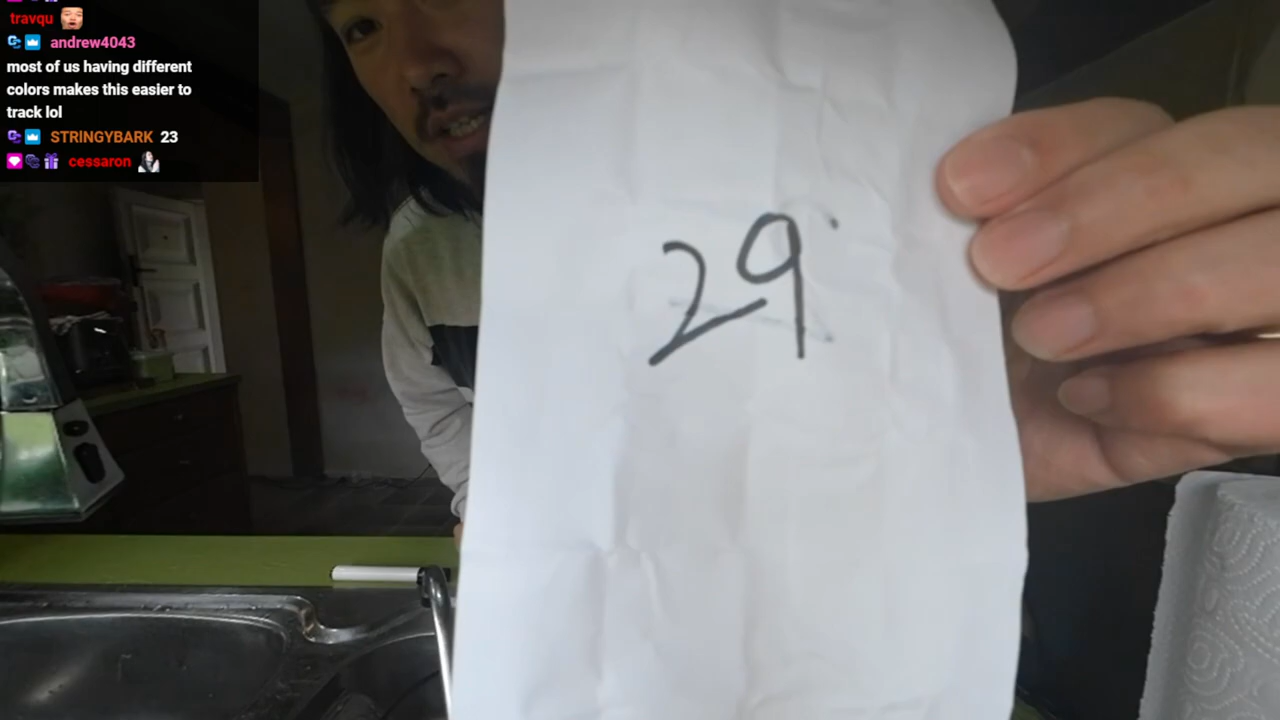 travqu
andrew4043
most of us having different
colors makes this easier to
track lol
STRINGYBARK 23
cessaron
29